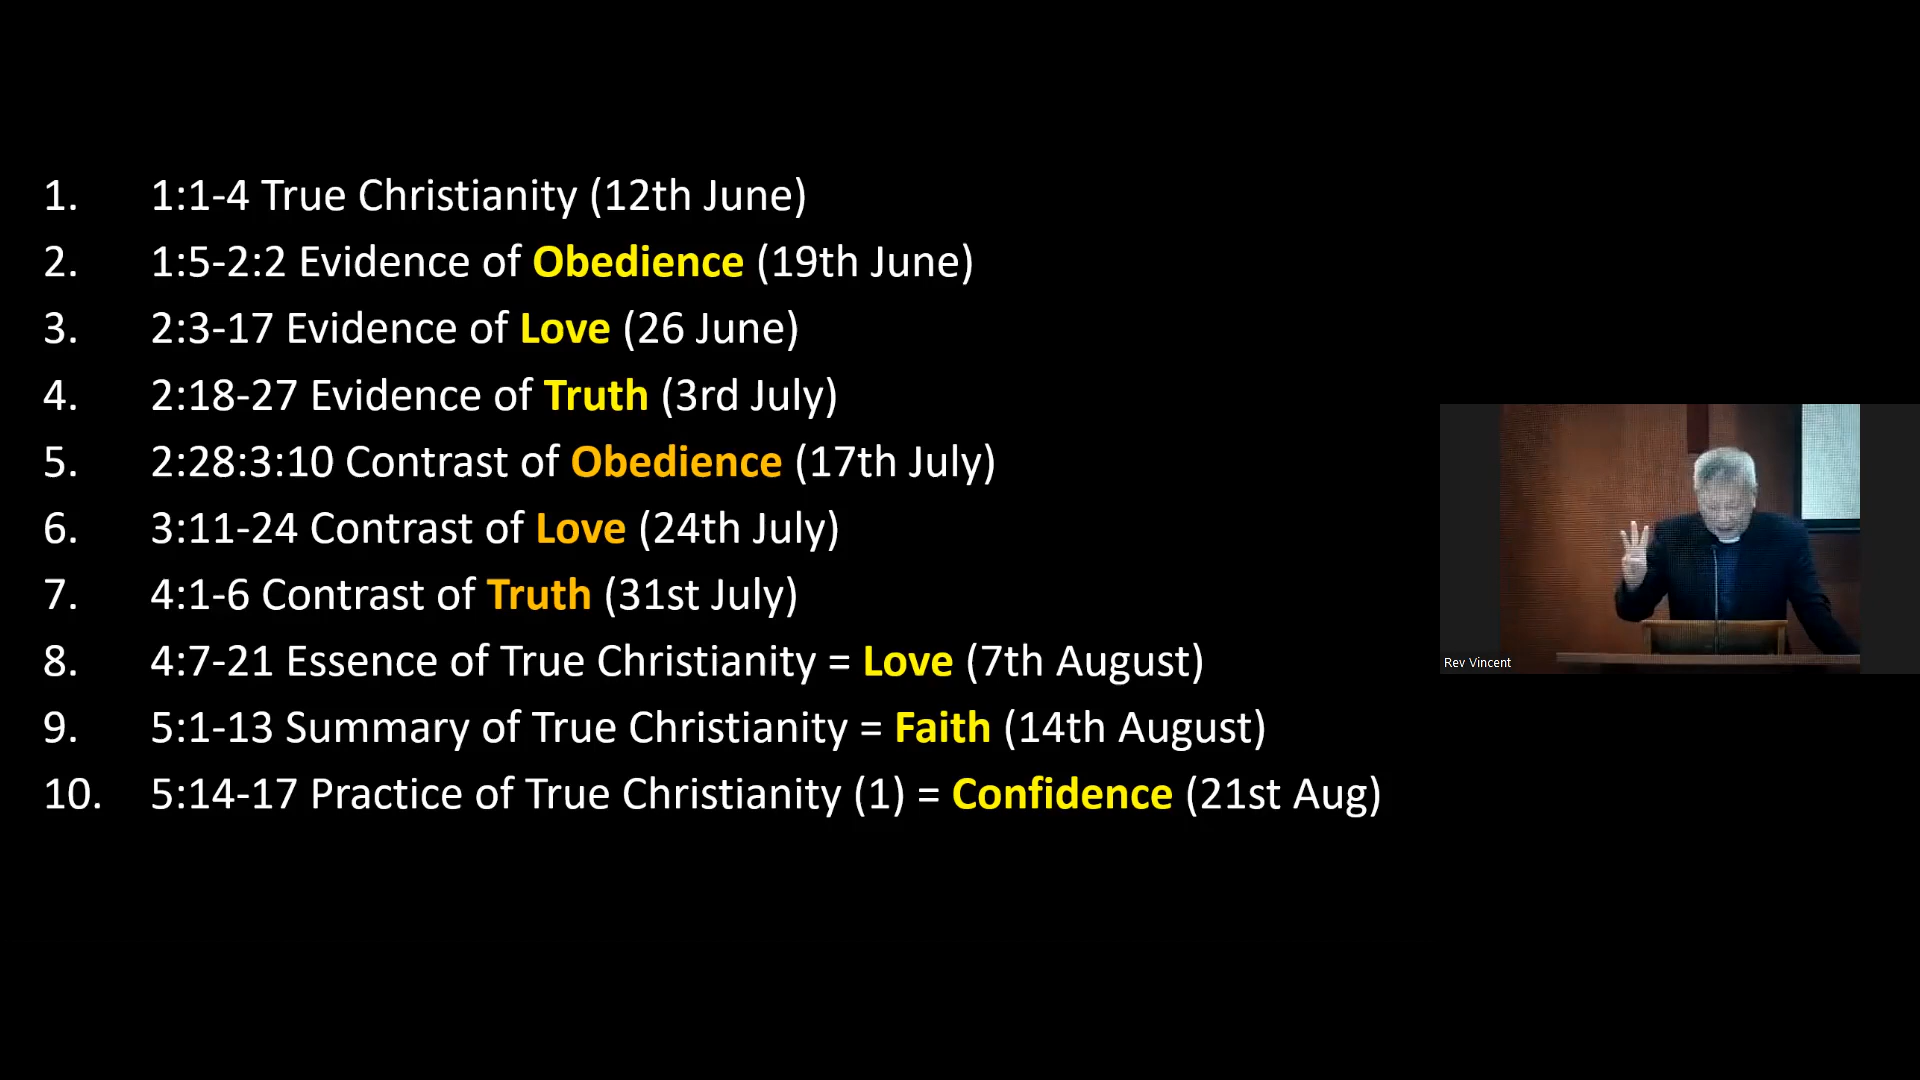 1. 1:1-4 True Christianity (12th June)
2. 1:5-2:2 Evidence of Obedience (19th June)
3. 2:3-17 Evidence of Love (26 June)
4. 2:18-27 Evidence of Truth (3rd July)
5. 2:28:3:10 Contrast of Obedience (17th July)
6. 3:11-24 Contrast of Love (24th July)
7. 4:1-6 Contrast of Truth (31st July)
8. 4:7-21 Essence of True Christianity = Love (7th August)
9. 5:1-13 Summary of True Christianity = Faith (14th August)
10. 5:14-17 Practice of True Christianity (1) = Confidence (21st Aug)
Rev Vincent